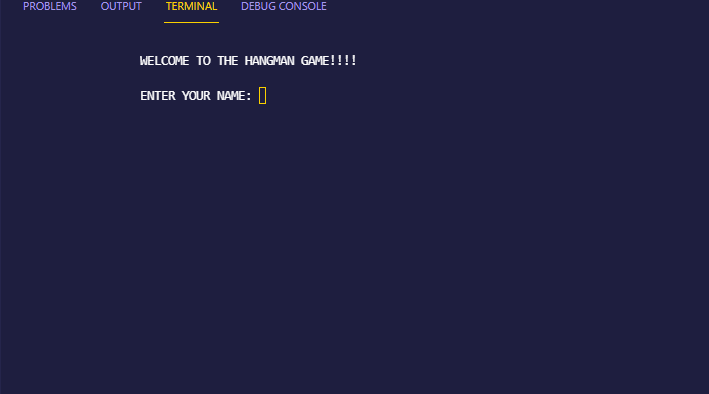 PROBLEMS OUTPUT TERMINAL DEBUG CONSOLE
WELCOME TO THE HANGMAN GAME!!!!
ENTER YOUR NAME: